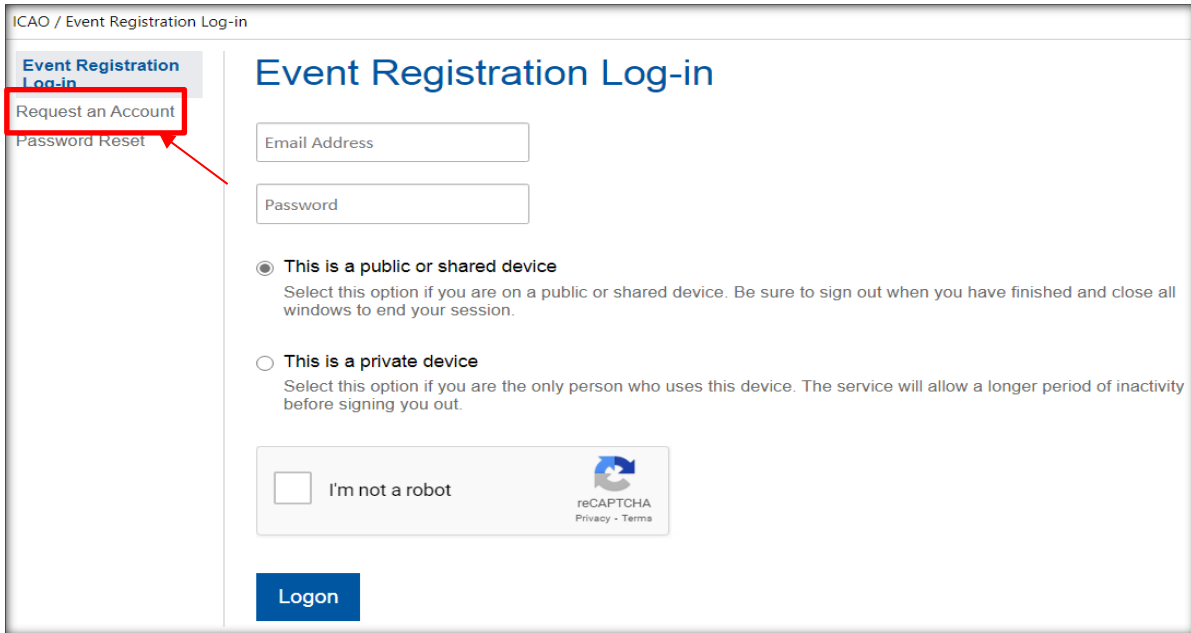 ICAO / Event Registration Log-in
Event Registration
Log-in
Request an Account
Password Reset
Event Registration Log-in
Email Address
Password
This is a public or shared device
Select this option if you are on a public or shared device. Be sure to sign out when you have finished and close all
windows to end your session.
This is a private device
Select this option if you are the only person who uses this device. The service will allow a longer period of inactivity
before signing you out.
I'm not a robot
reCAPTCHA
Privacy - Terms
Logon